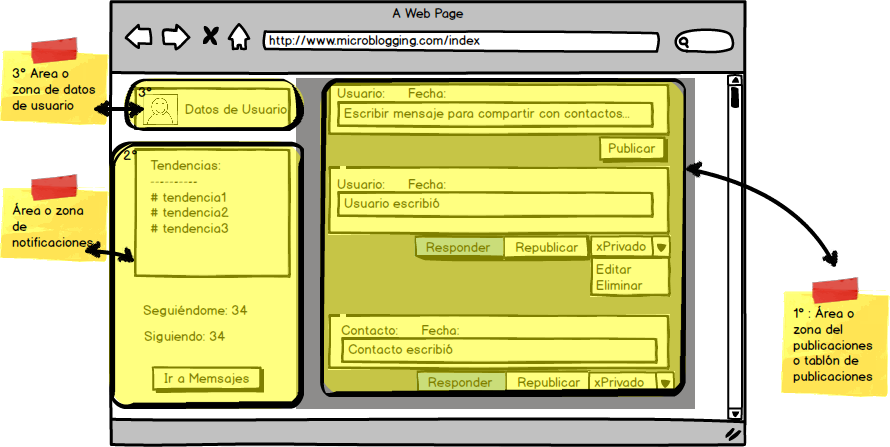 A Web Page
http://www.microblogging.com/index
3° Area o
zona de datos
de usuario
3°
Datos de Usuario
2°
Tendencias:
# tendencia1
# tendencia2
# tendencia3
Área o zona
de
notificaciones
Seguiéndome: 34
Siguiendo: 34
Ir a Memsajes
Usuario: Fecha:
Escribir mensaje para compartir con contactos...
Publicar
Usuario: Fecha:
Usuario escribió
Responder Republicar xPrivado
Editar
Eliminar
Contacto: Fecha:
Contacto escribió
Responder Republicar xPrivado
1° : Área o
zona del
publicaciones
o tablón de
publicaciones